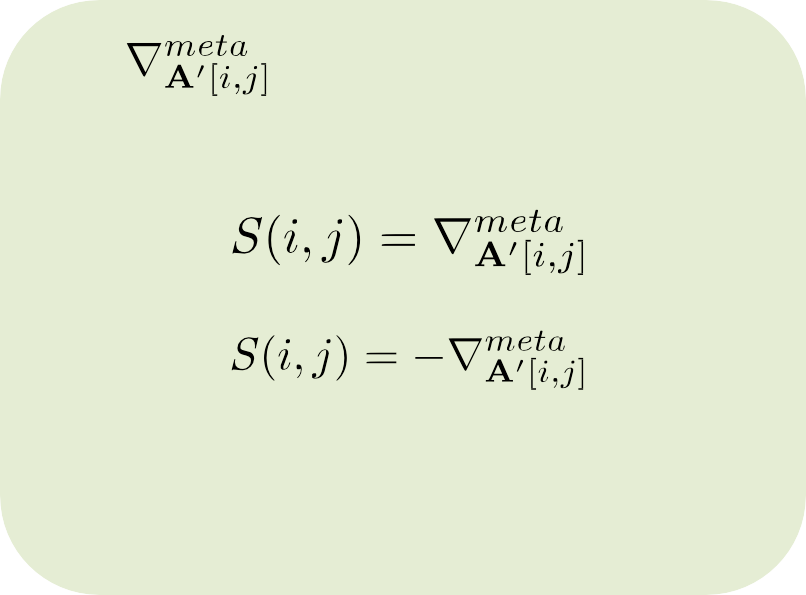 ∇^{meta}_{𝐀′[i,j]}
S(i, j) = ∇^{meta}_{𝐀′[i,j]}
S(i, j) = −∇^{meta}_{𝐀′[i,j]}